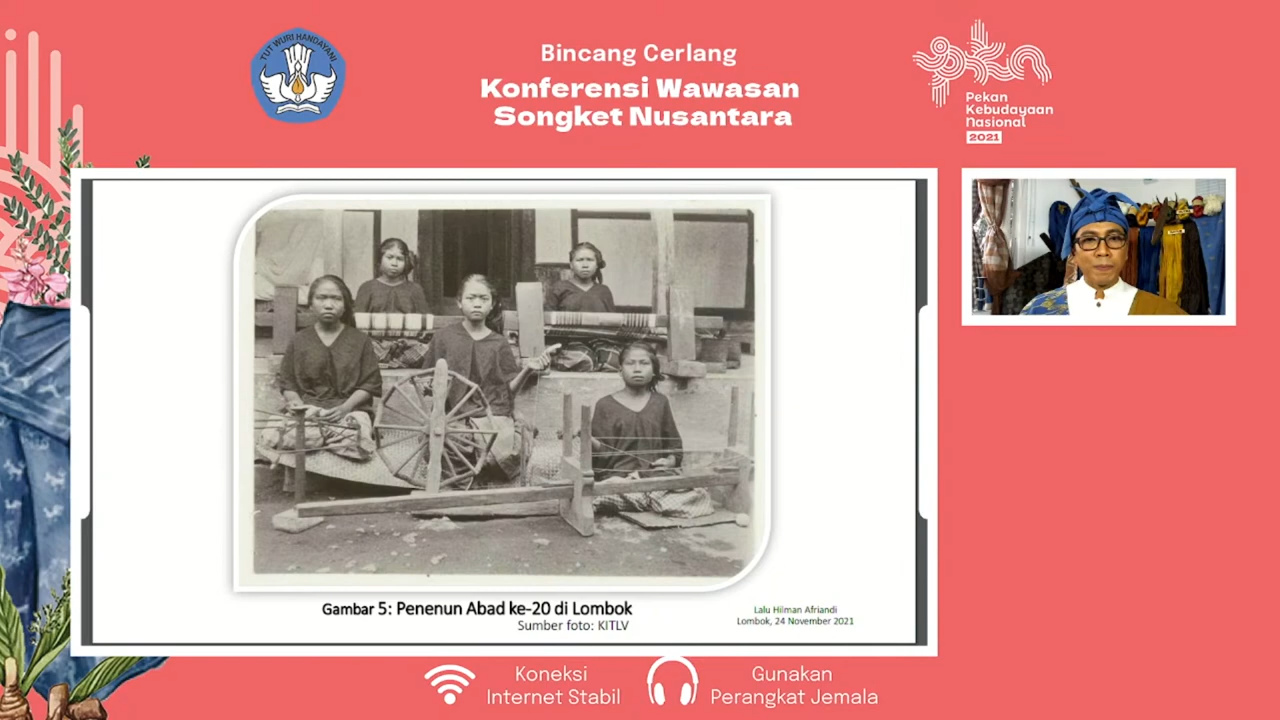 TUT WURI HANDAYANI
Bincang Cerlang
Konferensi Wawasan
Songket Nusantara
Pekan
Kebudayaan
Nasional
2021
Gambar 5: Penenun Abad ke-20 di Lombok
Sumber foto: KITLV
Lalu Hilman Afriandi
Lombok, 24 November 2021
Koneksi
Internet Stabil
Gunakan
Perangkat Jemala